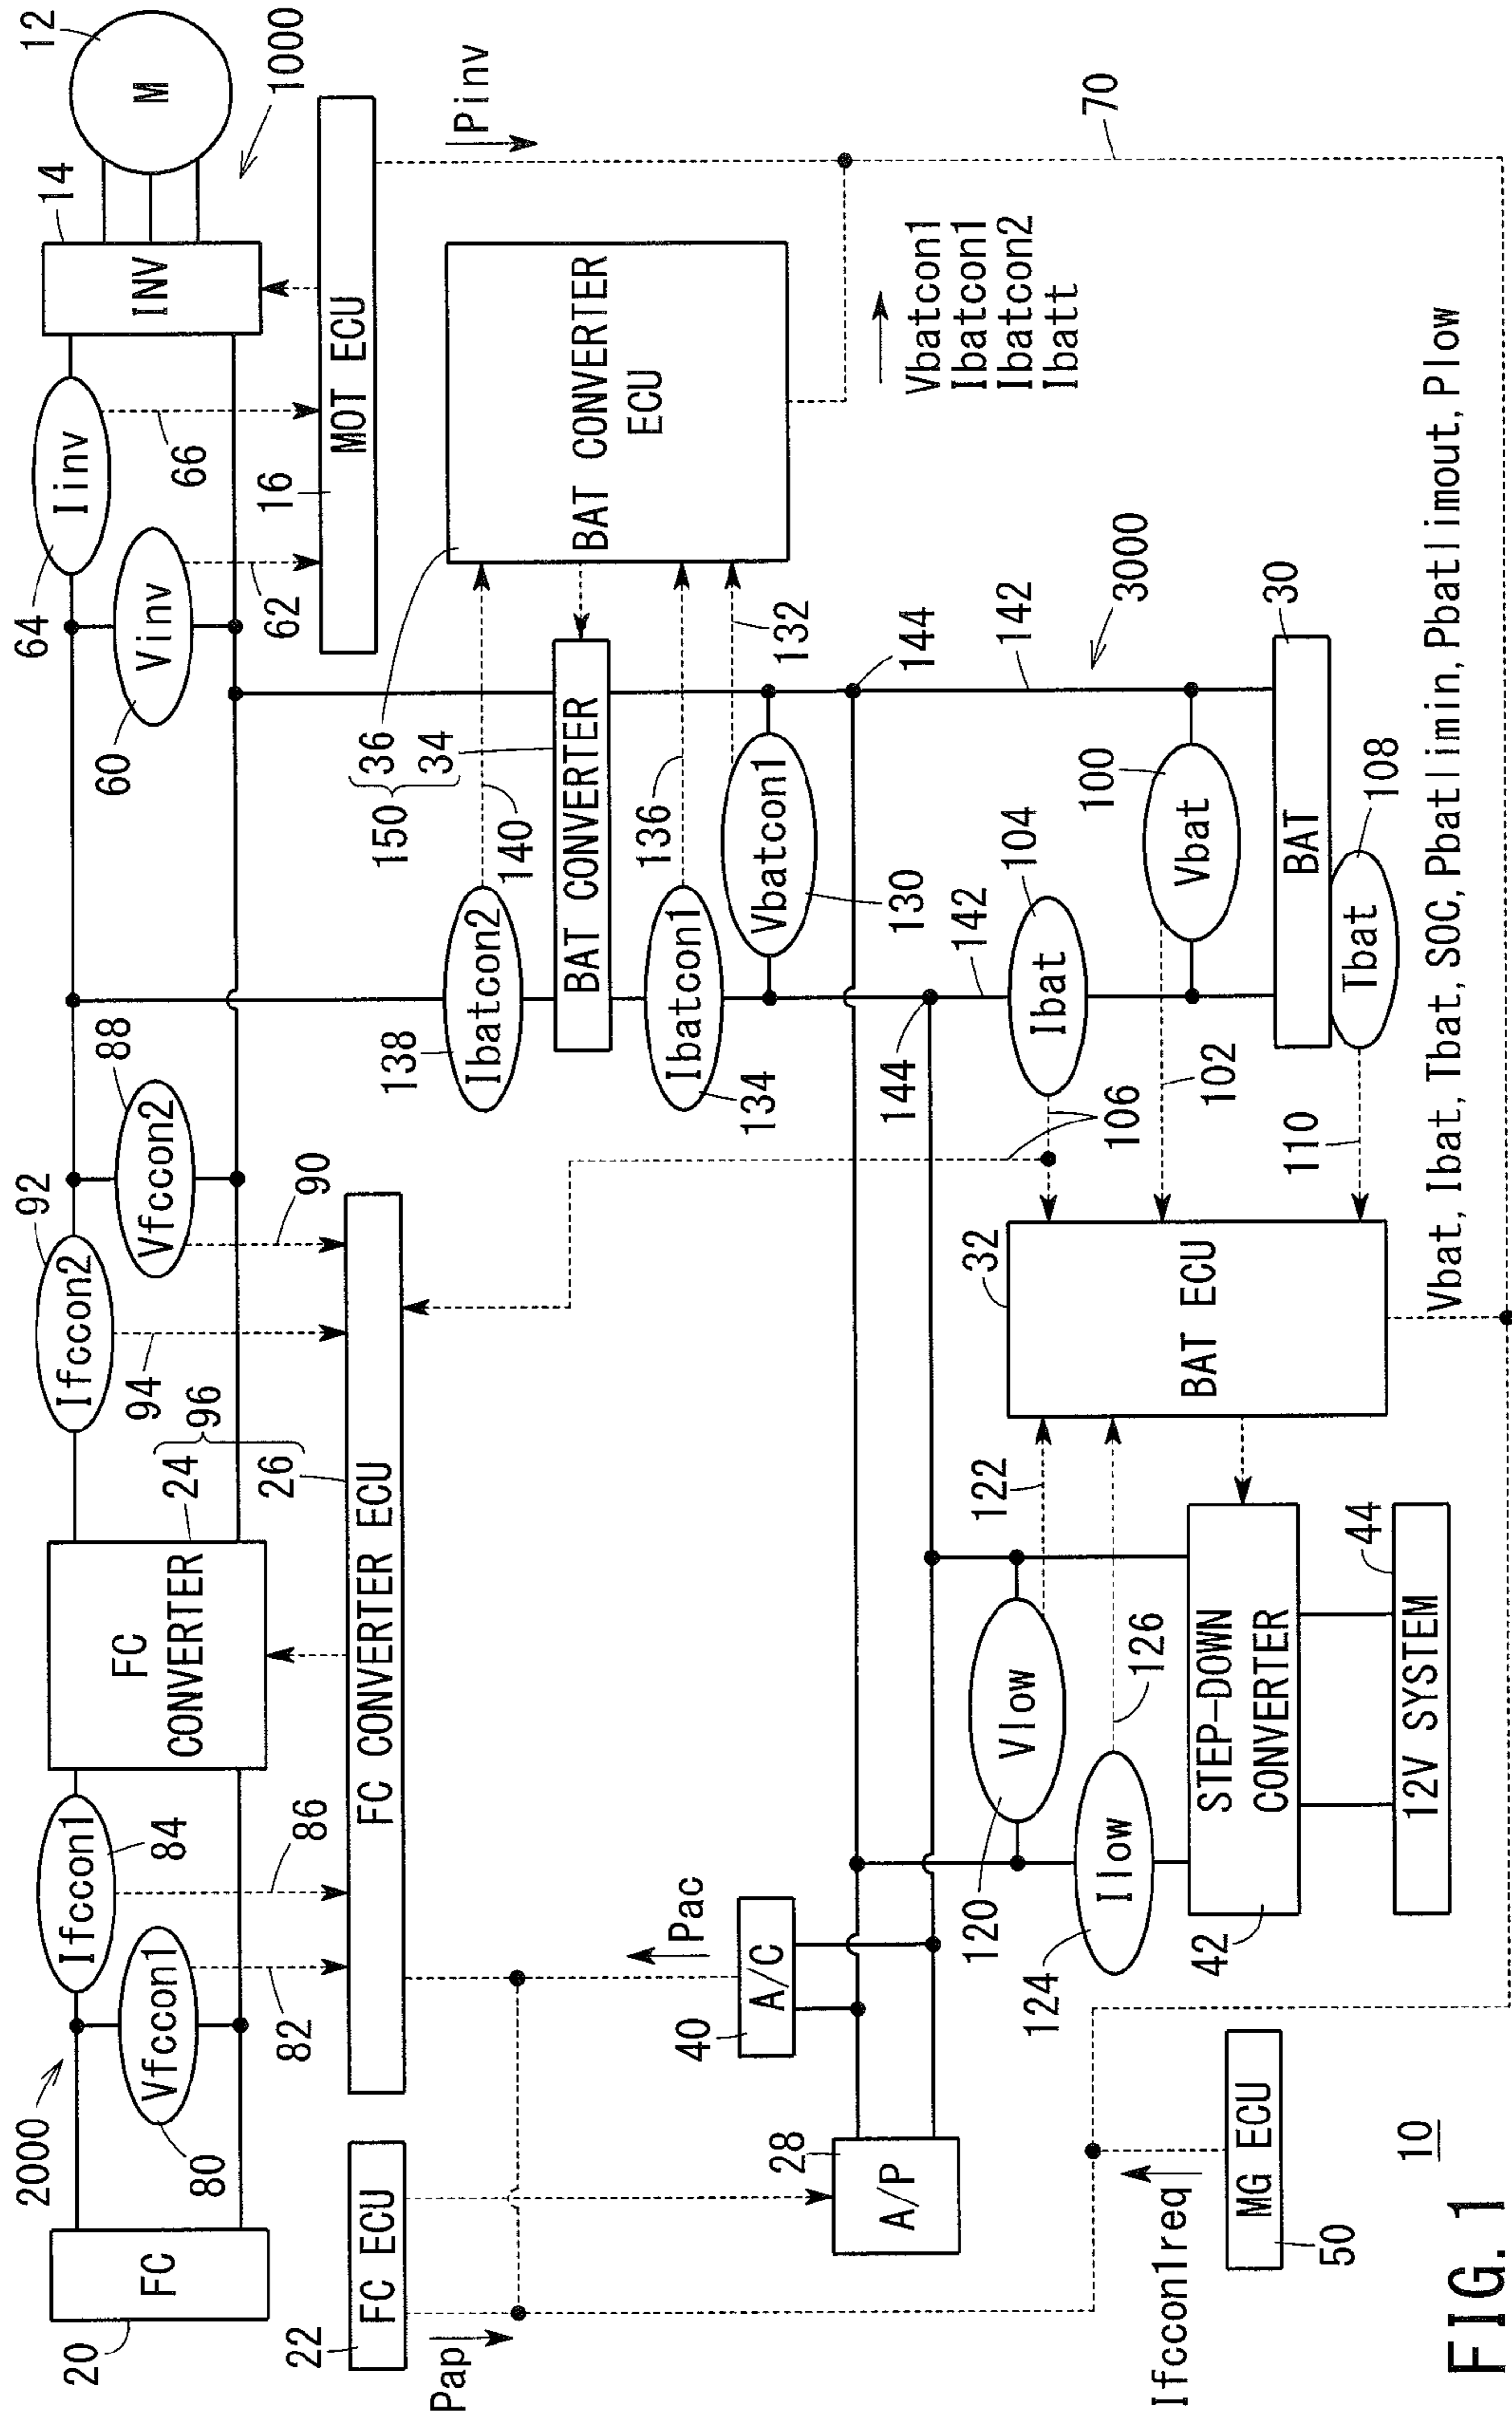 2000
20
FC
80
Vfccon1
82
Ifccon1
84
86
FC
CONVERTER
24
26
96
94
Ifccon2
92
Vfccon2
88
90
60
Vinv
62
64
Iinv
66
INV
14
M
12
1000
22
FC ECU
FC CONVERTER ECU
16
MOT ECU
Pap
Pac
Pinv
138
Ibatcon2
140
150
36
34
BAT CONVERTER
BAT CONVERTER
ECU
134
Ibatcon1
136
Vbatcon1
130
132
28
A/P
40
A/C
144
144
142
142
Vbatcon1
Ibatcon1
Ibatcon2
Ibatt
70
120
Vlow
122
124
Ilow
126
32
BAT ECU
106
Ibat
104
102
Vbat
100
3000
110
Tbat
108
BAT
30
42
STEP-DOWN
CONVERTER
12V SYSTEM
44
Ifccon1req
MG ECU
50
Vbat, Ibat, Tbat, SOC, Pbatlimin, Pbatlimout, Plow
10
FIG. 1